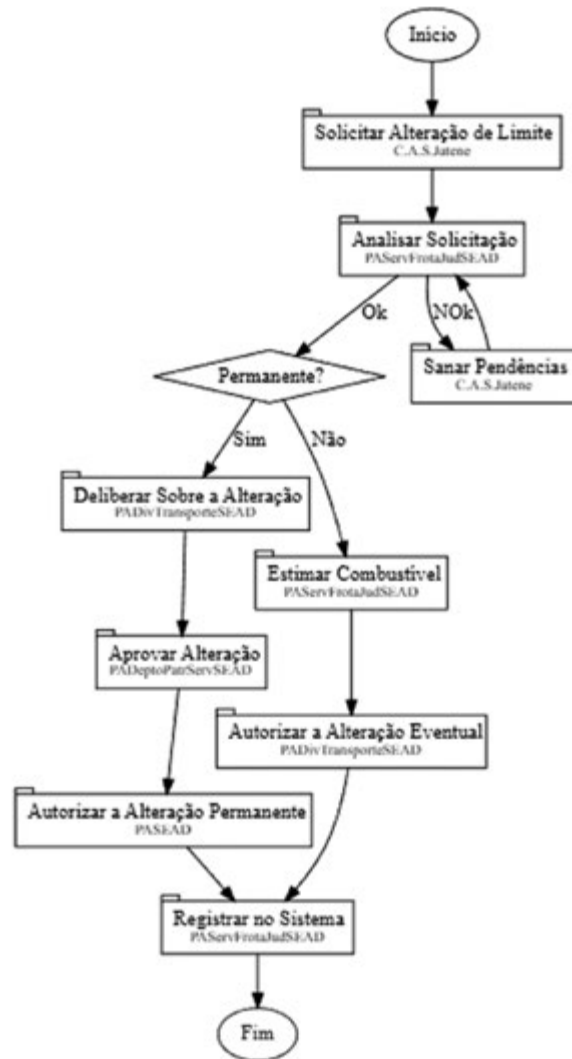 Início
Solicitar Alteração de Limite
C.A.S.Jatene
Analisar Solicitação
PAServFrotaJudSEAD
Ok
NOk
Permanente?
Sanar Pendências
C.A.S.Jatene
Sim
Não
Deliberar Sobre a Alteração
PADivTransporteSEAD
Estimar Combustível
PAServFrotaJudSEAD
Aprovar Alteração
PADeptoPatrServSEAD
Autorizar a Alteração Eventual
PADivTransporteSEAD
Autorizar a Alteração Permanente
PASEAD
Registrar no Sistema
PAServFrotaJudSEAD
Fim